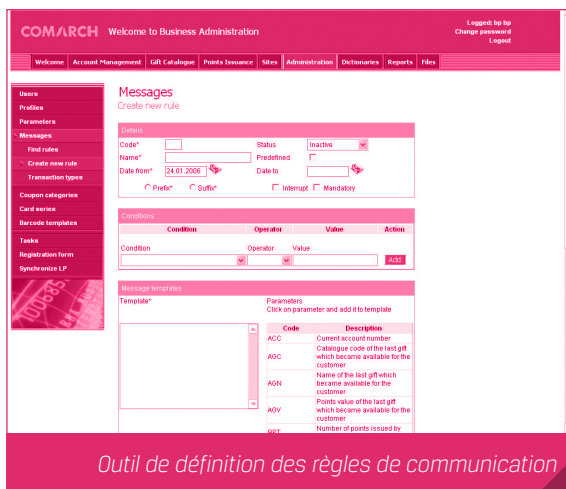 COMARCH Welcome to Business Administration
Logged: bp bp
Change password
Logout
Welcome Account Management Gift Catalogue Points Issuance Sites Administration Dictionaries Reports Files
Users
Profiles
Parameters
Messages
Find rules
Create new rule
Transaction types
Coupon categories
Card series
Barcode templates
Tasks
Registration form
Synchronize LP
Messages
Create new rule
Details
Code* Status Inactive
Name* Predefined
Date from* 24.01.2006 Date to
Prefix* Suffix* Interrupt Mandatory
Conditions
Condition Operator Value Action
Condition Operator Value
Add
Message templates
Template* Parameters
Click on parameter and add it to template
Code Description
ACC Current account number
AGC Catalogue code of the last gift
which became available for the
customer
AGN Name of the last gift which
became available for the
customer
AGV Points value of the last gift
which became available for the
customer
Number of points issued by
Outil de définition des règles de communication